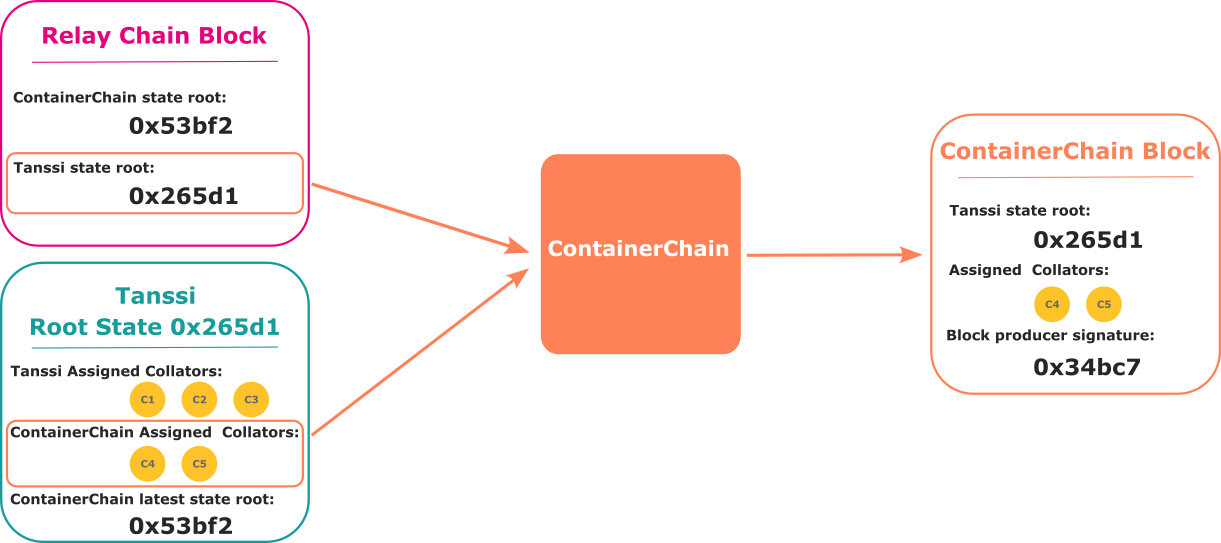 Relay Chain Block
ContainerChain state root:
0x53bf2
Tanssi state root:
0x265d1
Tanssi
Root State 0x265d1
Tanssi Assigned Collators:
C1 C2 C3
ContainerChain Assigned Collators:
C4 C5
ContainerChain latest state root:
0x53bf2
ContainerChain
ContainerChain Block
Tanssi state root:
0x265d1
Assigned Collators:
C4 C5
Block producer signature:
0x34bc7